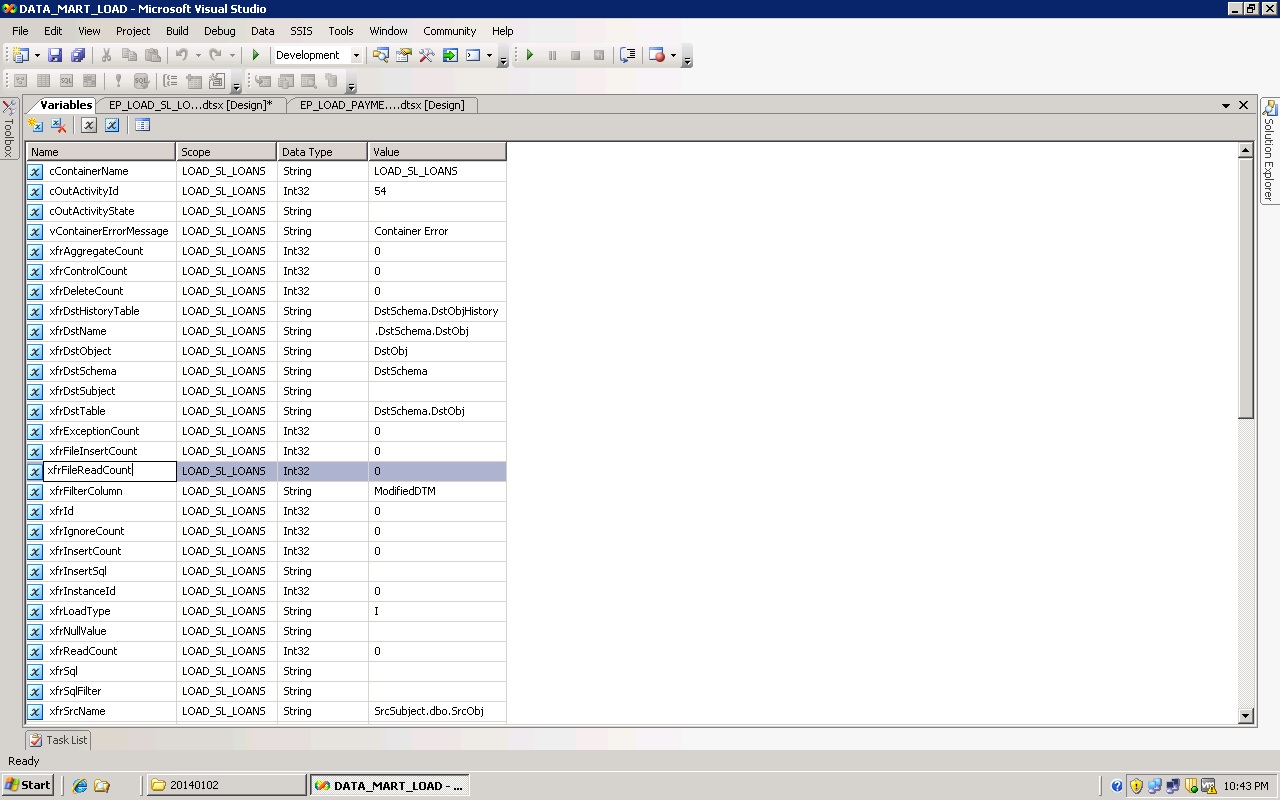 DATA_MART_LOAD - Microsoft Visual Studio
File Edit View Project Build Debug Data SSIS Tools Window Community Help
Development
Variables EP_LOAD_SL_LO...dtsx [Design]* EP_LOAD_PAYME....dtsx [Design]
Toolbox
Solution Explorer
Name Scope Data Type Value
cContainerName LOAD_SL_LOANS String LOAD_SL_LOANS
cOutActivityId LOAD_SL_LOANS Int32 54
cOutActivityState LOAD_SL_LOANS String
vContainerErrorMessage LOAD_SL_LOANS String Container Error
xfrAggregateCount LOAD_SL_LOANS Int32 0
xfrControlCount LOAD_SL_LOANS Int32 0
xfrDeleteCount LOAD_SL_LOANS Int32 0
xfrDstHistoryTable LOAD_SL_LOANS String DstSchema.DstObjHistory
xfrDstName LOAD_SL_LOANS String .DstSchema.DstObj
xfrDstObject LOAD_SL_LOANS String DstObj
xfrDstSchema LOAD_SL_LOANS String DstSchema
xfrDstSubject LOAD_SL_LOANS String
xfrDstTable LOAD_SL_LOANS String DstSchema.DstObj
xfrExceptionCount LOAD_SL_LOANS Int32 0
xfrFileInsertCount LOAD_SL_LOANS Int32 0
xfrFileReadCount LOAD_SL_LOANS Int32 0
xfrFilterColumn LOAD_SL_LOANS String ModifiedDTM
xfrId LOAD_SL_LOANS Int32 0
xfrIgnoreCount LOAD_SL_LOANS Int32 0
xfrInsertCount LOAD_SL_LOANS Int32 0
xfrInsertSql LOAD_SL_LOANS String
xfrInstanceId LOAD_SL_LOANS Int32 0
xfrLoadType LOAD_SL_LOANS String I
xfrNullValue LOAD_SL_LOANS String
xfrReadCount LOAD_SL_LOANS Int32 0
xfrSql LOAD_SL_LOANS String
xfrSqlFilter LOAD_SL_LOANS String
xfrSrcName LOAD_SL_LOANS String SrcSubject.dbo.SrcObj
Task List
Ready
Start 20140102 DATA_MART_LOAD - ... 10:43 PM